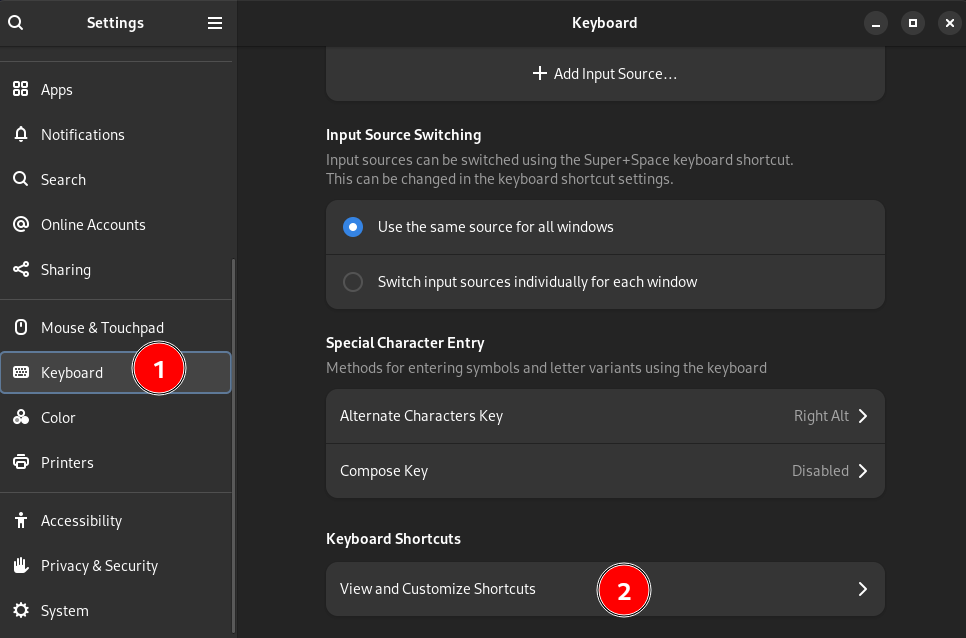 Settings
Keyboard
Apps
Notifications
Search
Online Accounts
Sharing
Mouse & Touchpad
Keyboard
1
Color
Printers
Accessibility
Privacy & Security
System
Add Input Source…
Input Source Switching
Input sources can be switched using the Super+Space keyboard shortcut.
This can be changed in the keyboard shortcut settings.
Use the same source for all windows
Switch input sources individually for each window
Special Character Entry
Methods for entering symbols and letter variants using the keyboard
Alternate Characters Key Right Alt
Compose Key Disabled
Keyboard Shortcuts
View and Customize Shortcuts 2